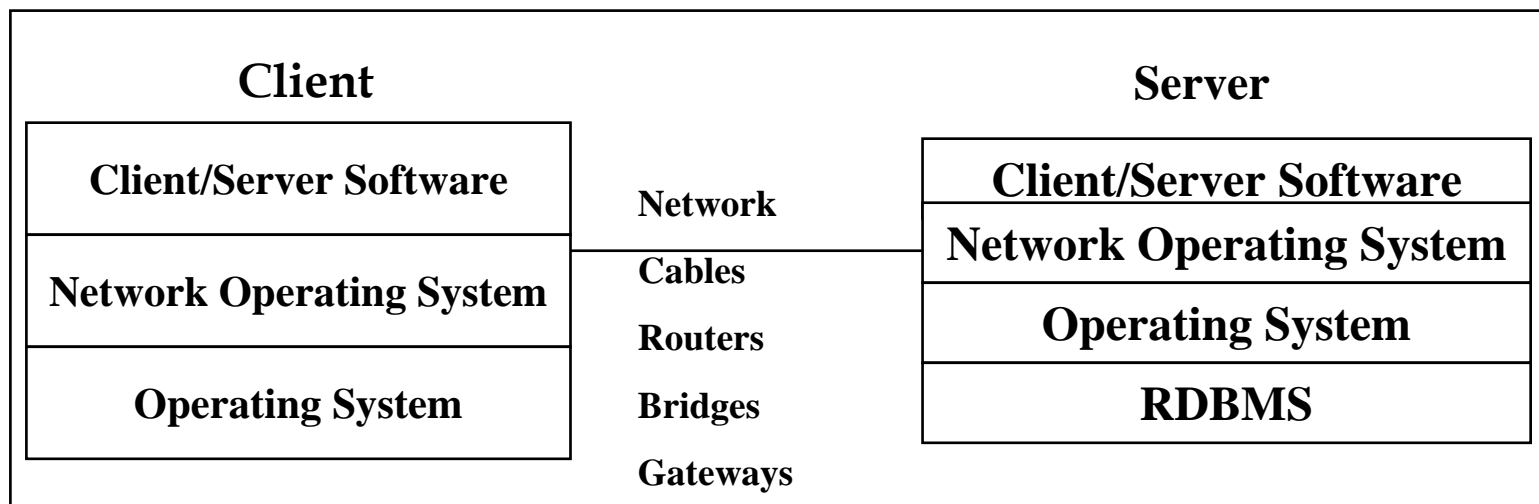 Client
Client/Server Software
Network Operating System
Operating System
Network
Cables
Routers
Bridges
Gateways
Server
Client/Server Software
Network Operating System
Operating System
RDBMS